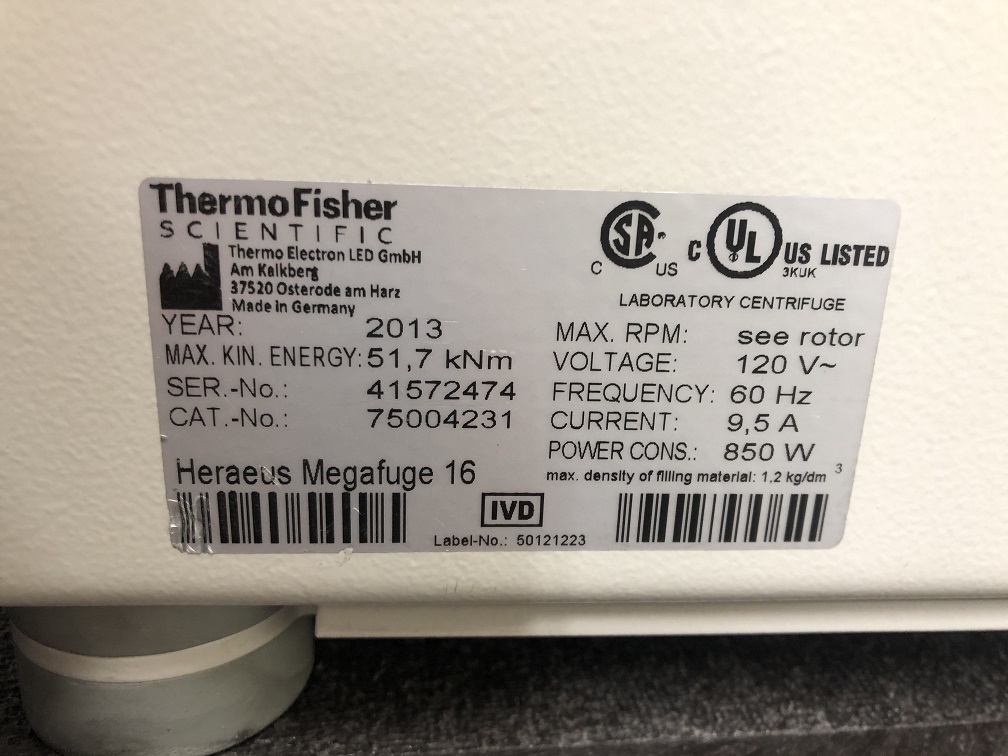 ThermoFisher
SCIENTIFIC
Thermo Electron LED GmbH
Am Kalkberg
37520 Osterode am Harz
Made in Germany
YEAR: 2013
MAX. KIN. ENERGY: 51,7 kNm
SER.-No.: 41572474
CAT.-No.: 75004231
Heraeus Megafuge 16
C SA US
C UL US LISTED
3KUK
LABORATORY CENTRIFUGE
MAX. RPM: see rotor
VOLTAGE: 120 V~
FREQUENCY: 60 Hz
CURRENT: 9,5 A
POWER CONS.: 850 W
max. density of filling material: 1,2 kg/dm ³
IVD
Label-No.: 50121223